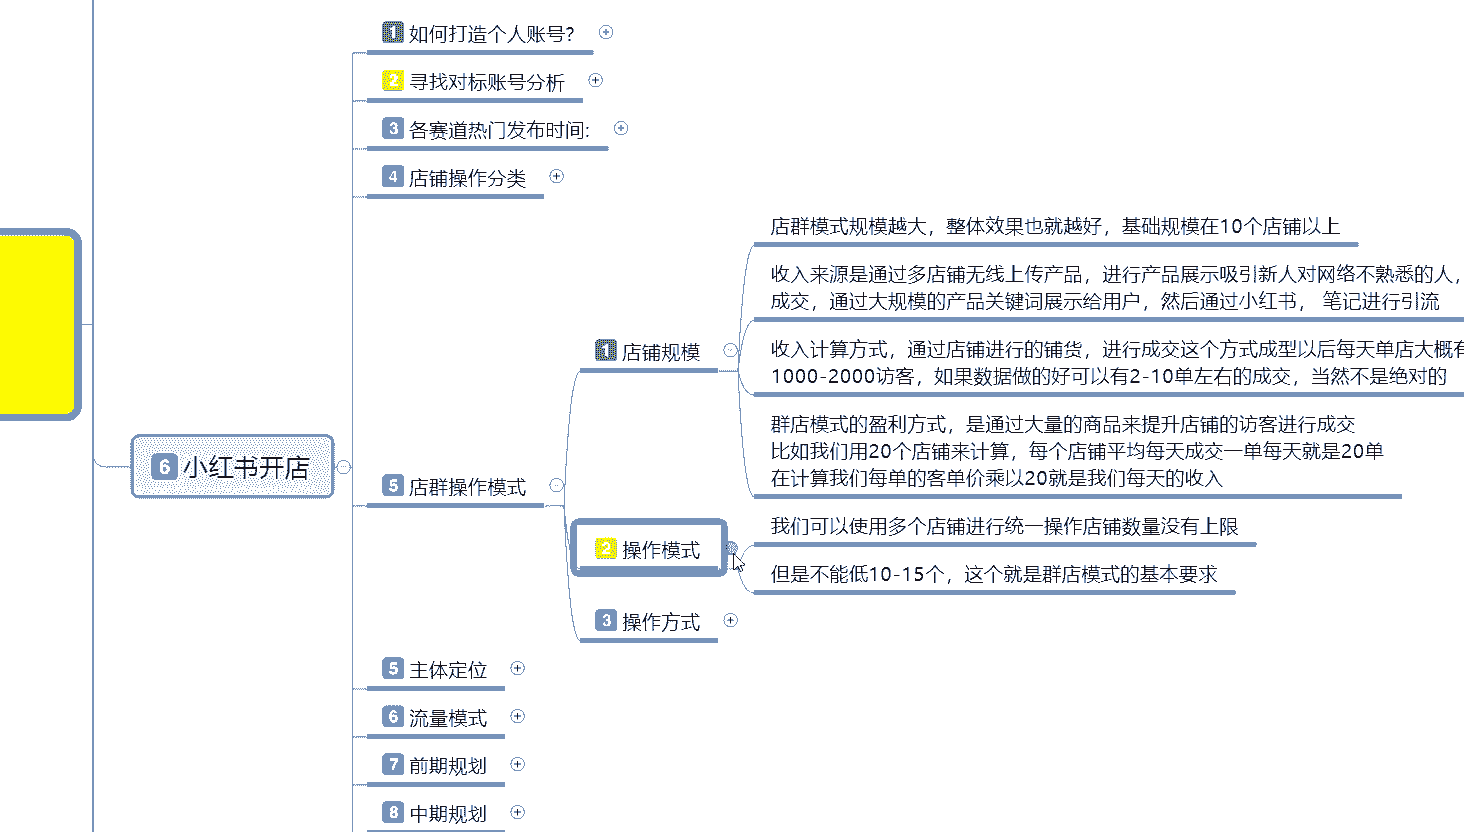 1 如何打造个人账号?
2 寻找对标账号分析
3 各赛道热门发布时间:
4 店铺操作分类
店群模式规模越大，整体效果也就越好，基础规模在10个店铺以上
收入来源是通过多店铺无线上传产品，进行产品展示吸引新人对网络不熟悉的人，
成交，通过大规模的产品关键词展示给用户，然后通过小红书， 笔记进行引流
1 店铺规模
收入计算方式，通过店铺进行的铺货，进行成交这个方式成型以后每天单店大概有
1000-2000访客，如果数据做的好可以有2-10单左右的成交，当然不是绝对的
群店模式的盈利方式，是通过大量的商品来提升店铺的访客进行成交
比如我们用20个店铺来计算，每个店铺平均每天成交一单每天就是20单
在计算我们每单的客单价乘以20就是我们每天的收入
6 小红书开店
5 店群操作模式
我们可以使用多个店铺进行统一操作店铺数量没有上限
2 操作模式
但是不能低10-15个，这个就是群店模式的基本要求
3 操作方式
5 主体定位
6 流量模式
7 前期规划
8 中期规划